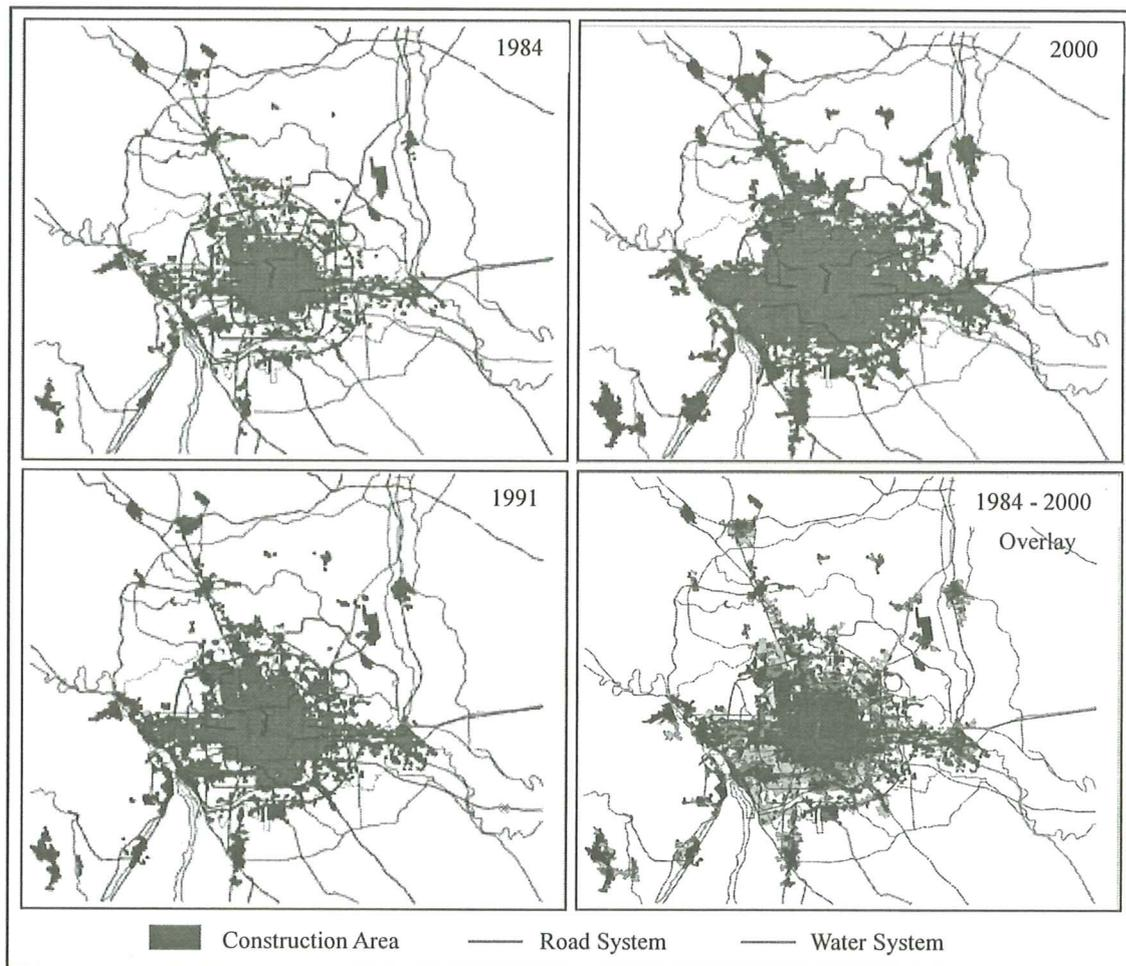 1984
2000
1991
1984 - 2000
Overlay
Construction Area
Road System
Water System